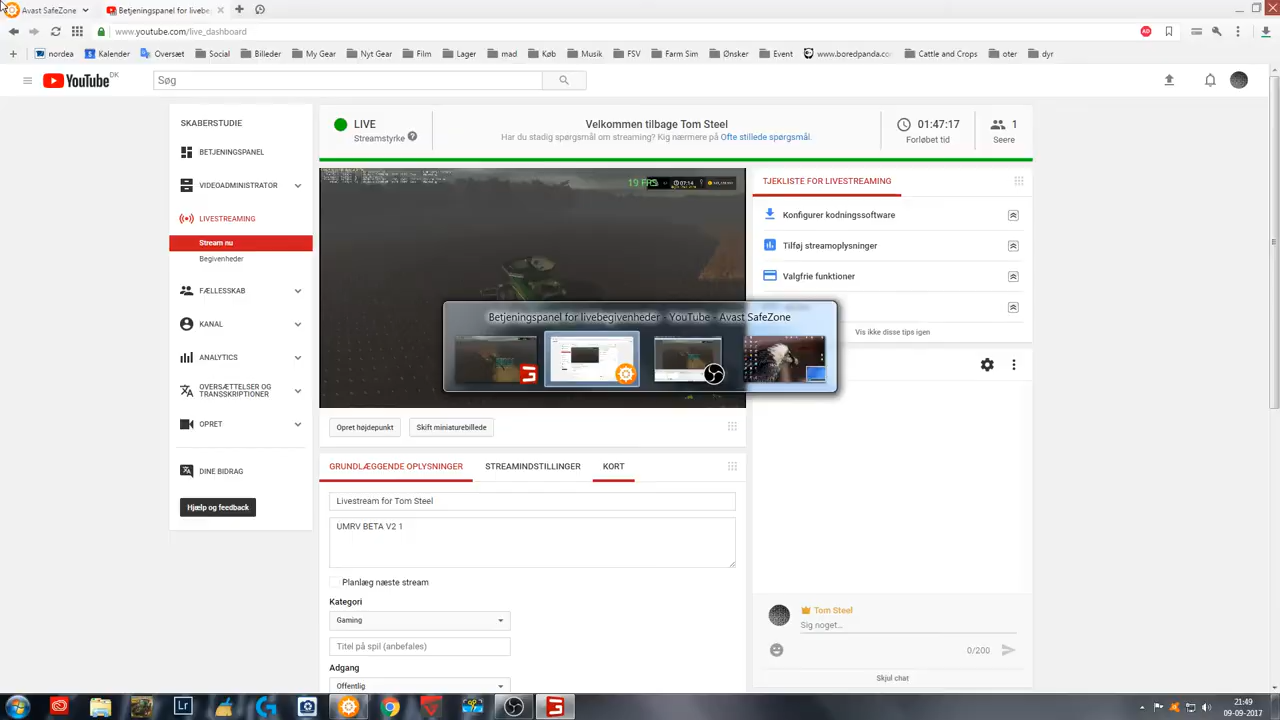 Avast SafeZone
Betjeningspanel for livebe
www.youtube.com/live_dashboard
nordea
Kalender
Oversæt
Social
Billeder
My Gear
Nyt Gear
Film
Lager
mad
Køb
Musik
FSV
Farm Sim
Ønsker
Event
www.boredpanda.co
Cattle and Crops
oter
dyr
YouTube DK
Søg
SKABERSTUDIE
BETJENINGSPANEL
VIDEOADMINISTRATOR
LIVESTREAMING
Stream nu
Begivenheder
FÆLLESSKAB
KANAL
ANALYTICS
OVERSÆTTELSER OG
TRANSSKRIPTIONER
OPRET
DINE BIDRAG
Hjælp og feedback
LIVE
Streamstyrke
Velkommen tilbage Tom Steel
Har du stadig spørgsmål om streaming? Kig nærmere på Ofte stillede spørgsmål.
01:47:17
Forløbet tid
1
Seere
19 FPS
07:14
Betjeningspanel for livebegivenheder - YouTube - Avast SafeZone
Opret højdepunkt
Skift miniaturebillede
GRUNDLÆGGENDE OPLYSNINGER
STREAMINDSTILLINGER
KORT
Livestream for Tom Steel
UMRV BETA V2 1
Planlæg næste stream
Kategori
Gaming
Titel på spil (anbefales)
Adgang
Offentlig
TJEKLISTE FOR LIVESTREAMING
Konfigurer kodningssoftware
Tilføj streamoplysninger
Valgfrie funktioner
Vis ikke disse tips igen
Tom Steel
Sig noget...
0/200
Skjul chat
21:49
09-09-2017